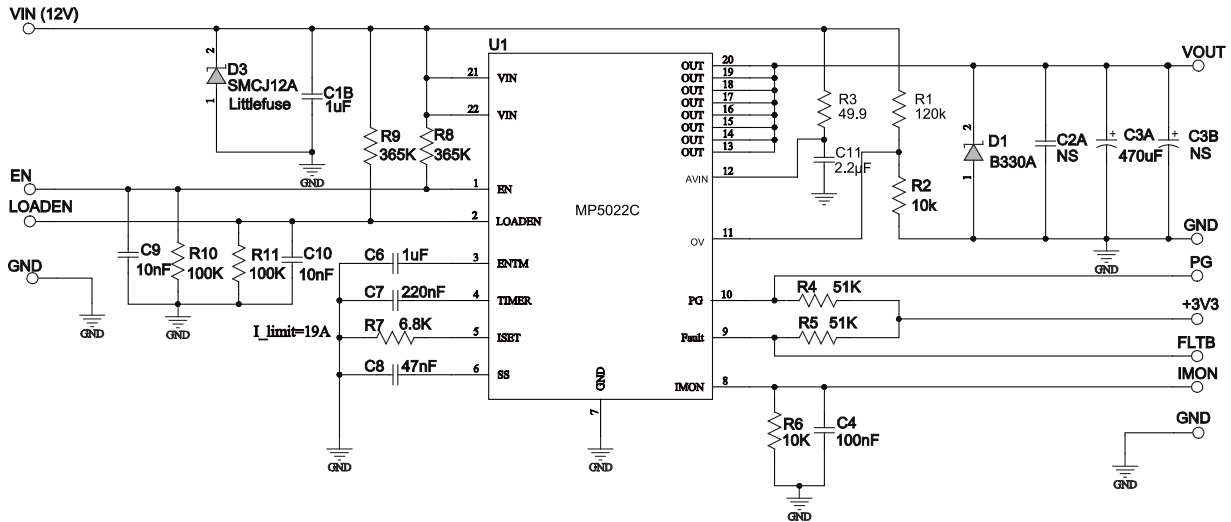 VIN (12V)
U1
2
D3
SMCJ12A
Littlefuse
1
C1B
1uF
GND
R9
365K
R8
365K
21
VIN
22
VIN
EN
1
EN
LOADEN
2
LOADEN
GND
GND
C9
10nF
R10
100K
R11
100K
C10
10nF
GND
C6
1uF
3
ENTM
C7
220nF
4
TIMER
I_limit=19A
R7
6.8K
5
ISET
C8
47nF
6
SS
GND
MP5022C
GND
7
GND
OUT
20
OUT
19
OUT
18
OUT
17
OUT
16
OUT
15
OUT
14
OUT
13
AVIN
12
OV
11
PG
10
Fault
9
IMON
8
R3
49.9
C11
2.2µF
GND
R1
120k
R2
10k
2
D1
B330A
1
C2A
NS
+
C3A
470uF
+
C3B
NS
VOUT
GND
GND
PG
R4
51K
+3V3
R5
51K
FLTB
IMON
R6
10K
C4
100nF
GND
GND
GND